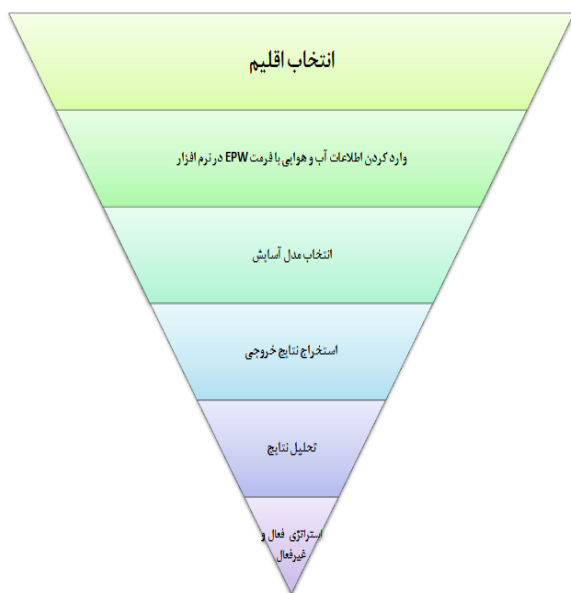 انتخاب اقلیم
وارد کردن اطلاعات آب و هوایی با فرمت EPW در نرم افزار
انتخاب مدل آسایش
استخراج نتایج خروجی
تحلیل نتایج
استراتژی فعال و
غیرفعال